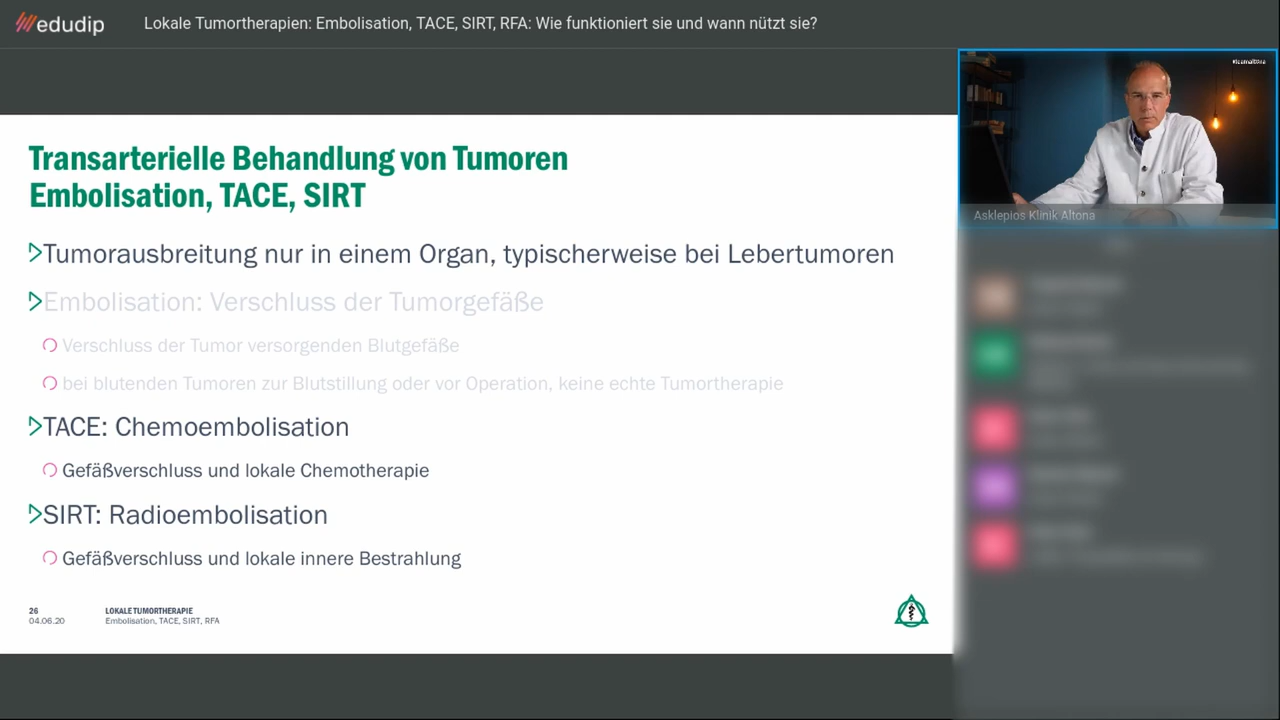 edudip
Lokale Tumortherapien: Embolisation, TACE, SIRT, RFA: Wie funktioniert sie und wann nützt sie?
Transarterielle Behandlung von Tumoren
Embolisation, TACE, SIRT
Tumorausbreitung nur in einem Organ, typischerweise bei Lebertumoren
Embolisation: Verschluss der Tumorgefäße
Verschluss der Tumor versorgenden Blutgefäße
bei blutenden Tumoren zur Blutstillung oder vor Operation, keine echte Tumortherapie
TACE: Chemoembolisation
Gefäßverschluss und lokale Chemotherapie
SIRT: Radioembolisation
Gefäßverschluss und lokale innere Bestrahlung
26
LOKALE TUMORTHERAPIE
04.06.20
Embolisation, TACE, SIRT, RFA
Asklepios Klinik Altona